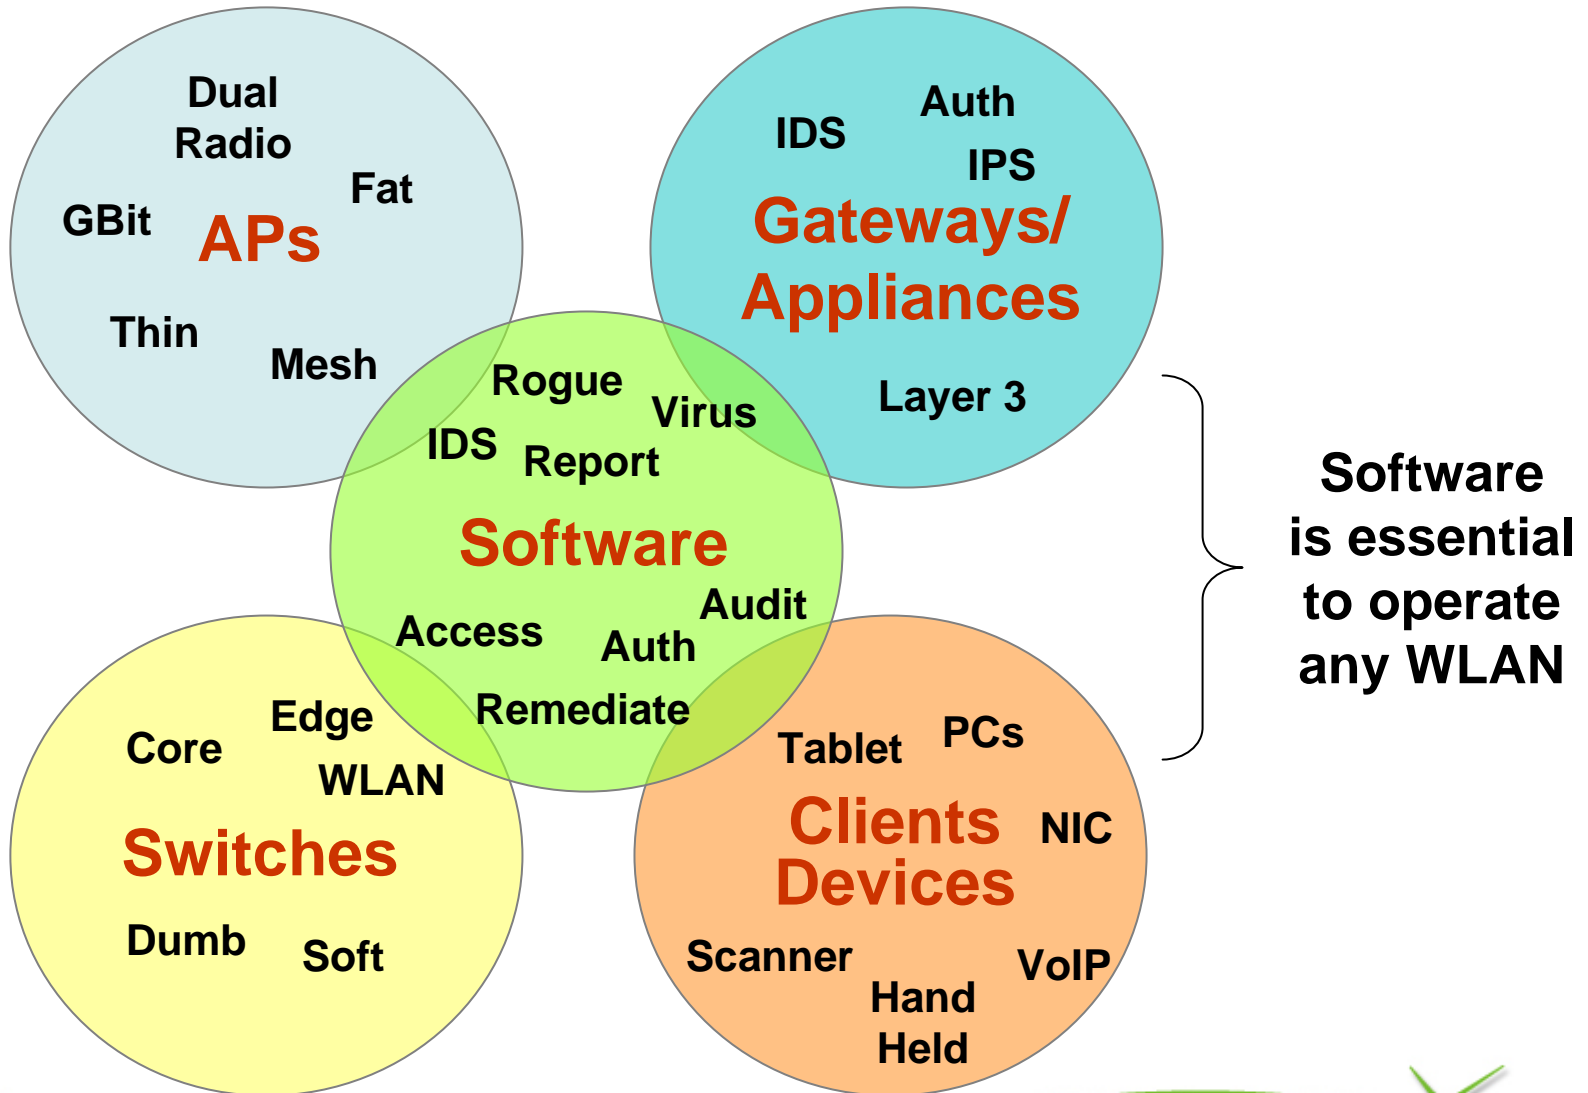 Dual
Radio
Fat
GBit
APs
Thin
Mesh
Auth
IDS
IPS
Gateways/
Appliances
Layer 3
Rogue
Virus
IDS
Report
Software
Audit
Access
Auth
Remediate
Edge
Core
WLAN
Switches
Dumb
Soft
PCs
Tablet
Clients
Devices
NIC
Scanner
VoIP
Hand
Held
Software
is essential
to operate
any WLAN